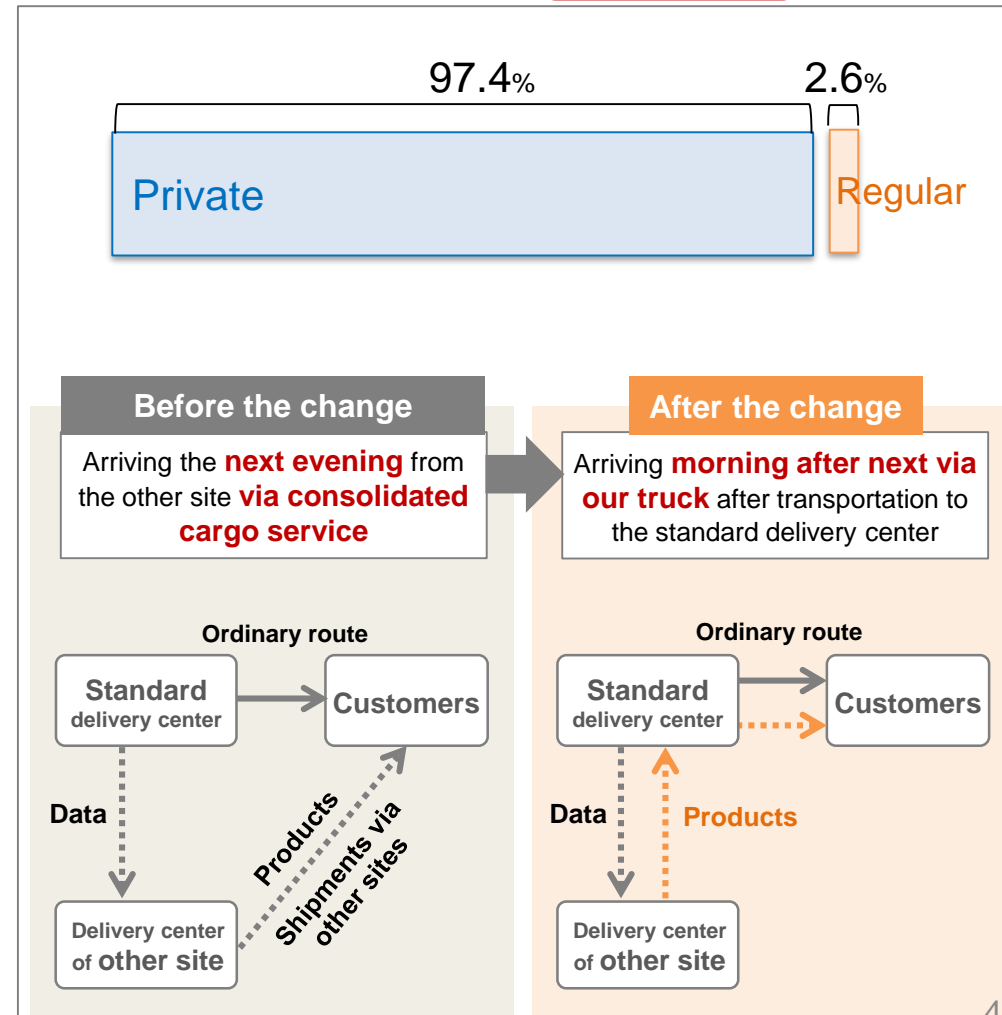 97.4%
2.6%
Private
Regular
Before the change
Arriving the next evening from
the other site via consolidated
cargo service
After the change
Arriving morning after next via
our truck after transportation to
the standard delivery center
Ordinary route
Standard
delivery center
Customers
Data
Products
Shipments via
other sites
Delivery center
of other site
Ordinary route
Standard
delivery center
Customers
Data
Products
Delivery center
of other site
4